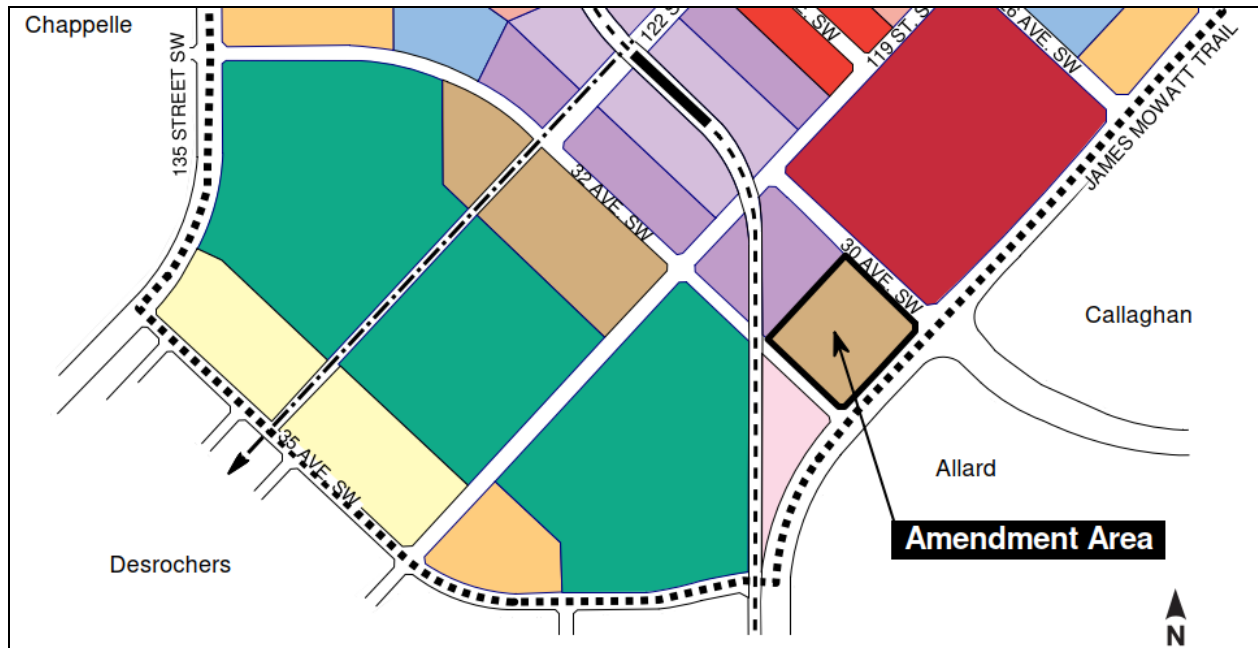 Chappelle
135 STREET SW
122 S
SW
119 ST. S
26 AVE. SW
JAMES MOWATT TRAIL
32 AVE. SW
30 AVE. SW
Callaghan
35 AVE. SW
Allard
Amendment Area
Desrochers
N